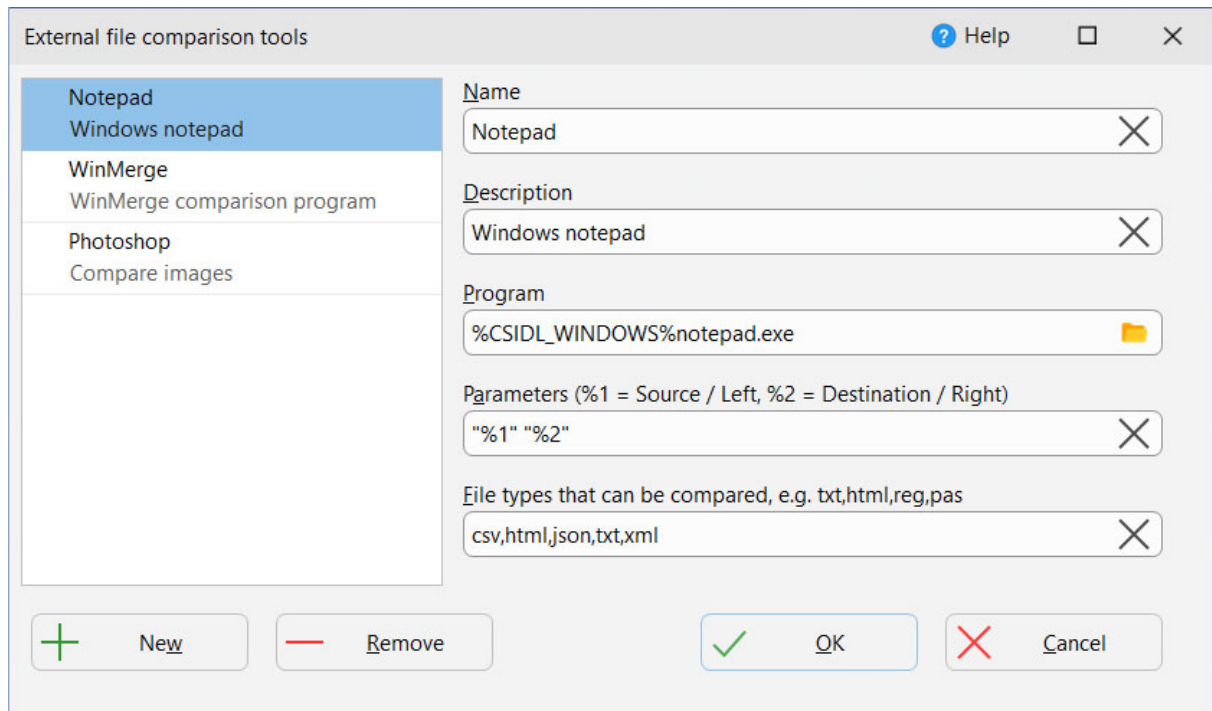 External file comparison tools
Help
Notepad
Windows notepad
WinMerge
WinMerge comparison program
Photoshop
Compare images
Name
Notepad
Description
Windows notepad
Program
%CSIDL_WINDOWS%notepad.exe
Parameters (%1 = Source / Left, %2 = Destination / Right)
"%1" "%2"
File types that can be compared, e.g. txt,html,reg,pas
csv,html,json,txt,xml
New
Remove
OK
Cancel